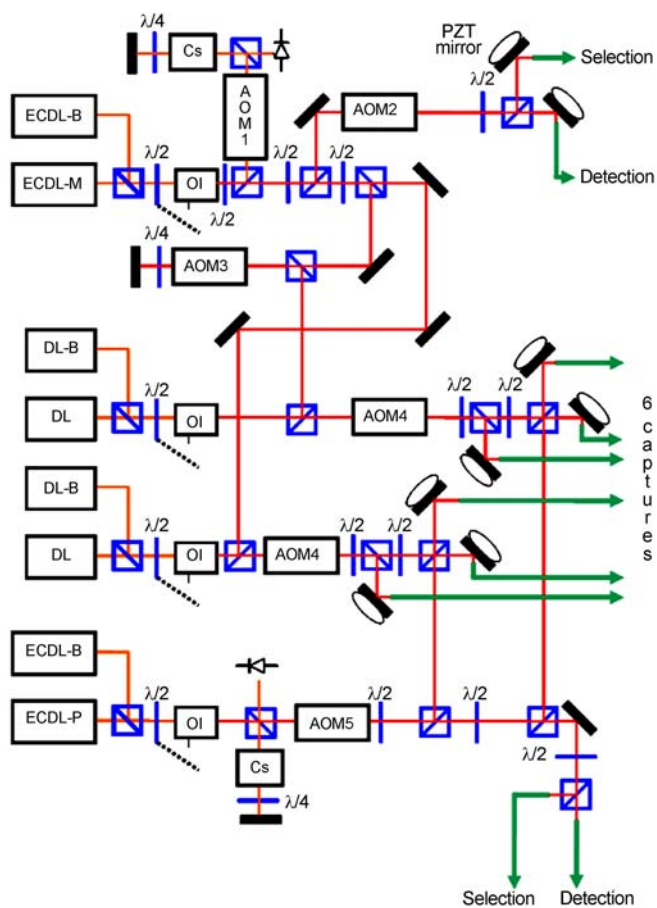 PZT
mirror
λ/4
Cs
Selection
A
O
M
1
AOM2
λ/2
ECDL-B
Detection
ECDL-M
λ/2
OI
λ/2
λ/2
λ/2
λ/4
AOM3
DL-B
λ/2
DL
OI
AOM4
λ/2
λ/2
6 captures
DL-B
λ/2
DL
OI
AOM4
λ/2
λ/2
ECDL-B
λ/2
ECDL-P
OI
AOM5
λ/2
λ/2
Cs
λ/4
λ/2
Selection
Detection